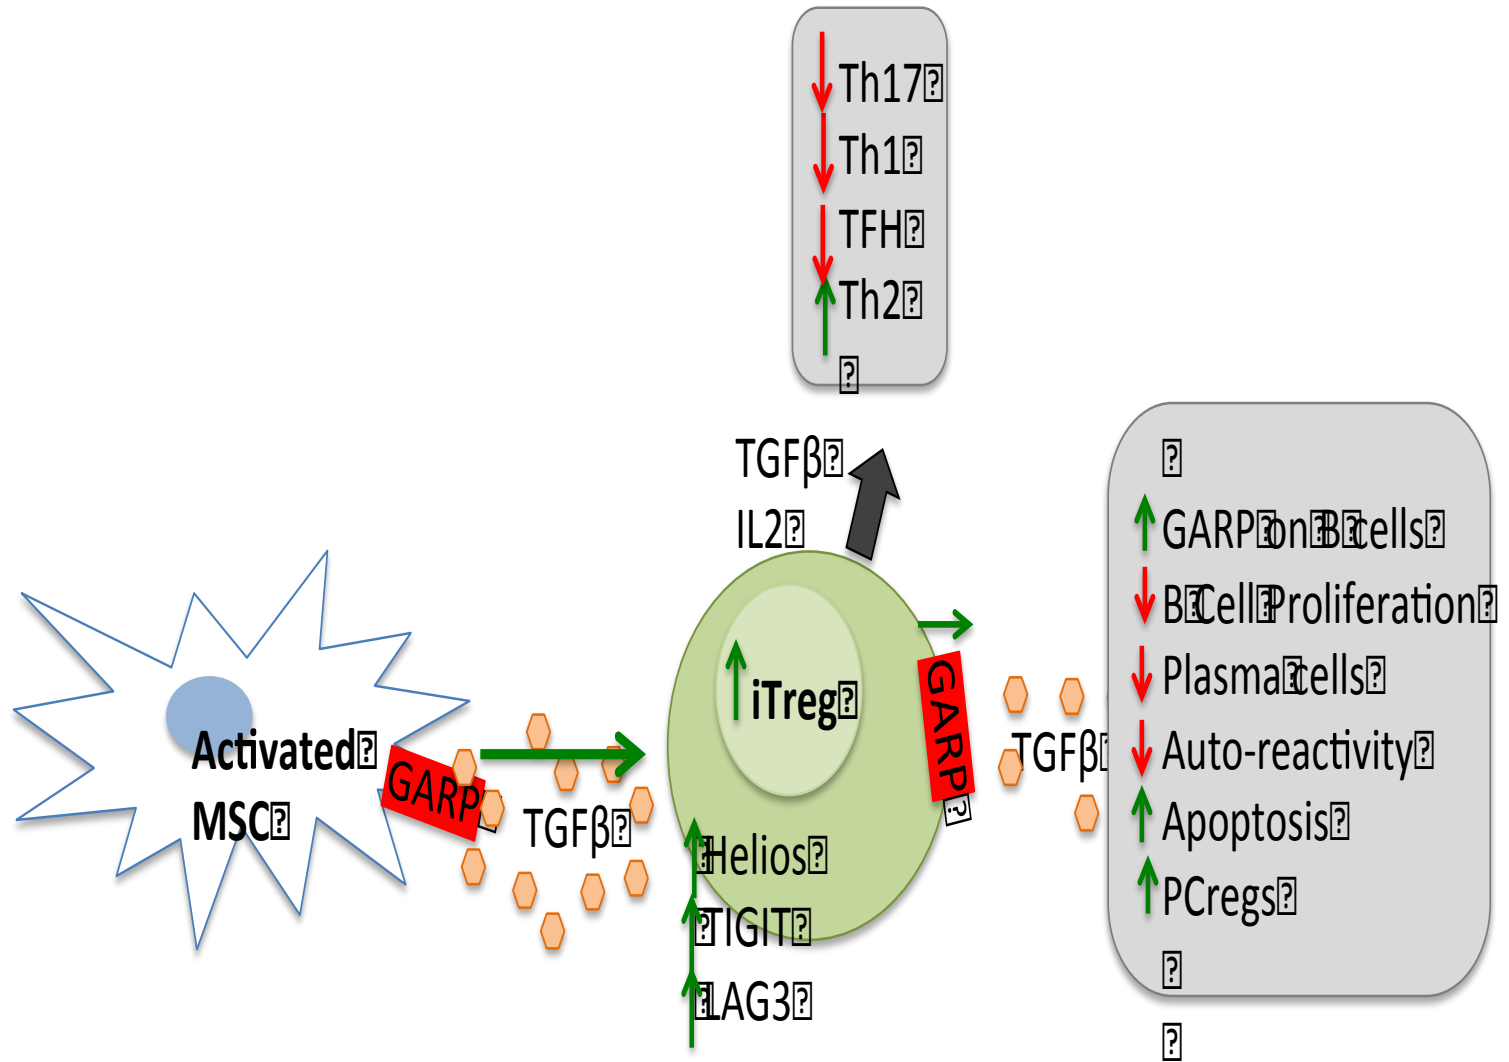 Th17
Th1
TFH
Th2
TGFβ
IL2
iTreg
Activated
MSC
GARP
TGFβ
Helios
TIGIT
LAG3
GARP
TGFβ
GARP on B cells
B Cell Proliferation
Plasma cells
Auto-reactivity
Apoptosis
PCregs